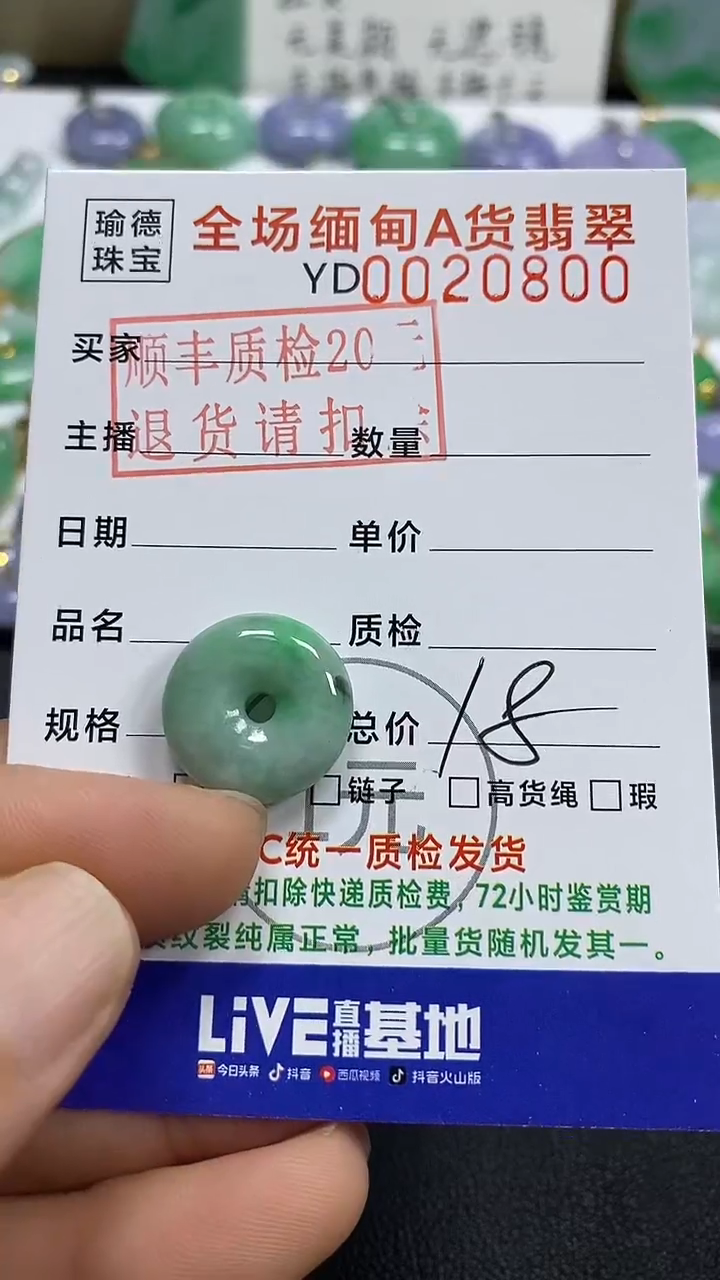 瑜德
珠宝
全场缅甸A货翡翠
YD0020800
买家
顺丰质检20
主播
退货请扣
数量
日期
单价
品名
质检
规格
总价
18
链子
高货绳
瑕
C统一质检发货
扣除快递质检费，72小时鉴赏期
纹裂纯属正常，批量货随机发其一。
LiVE直播基地
头条 今日头条 抖音 西瓜视频 抖音火山版